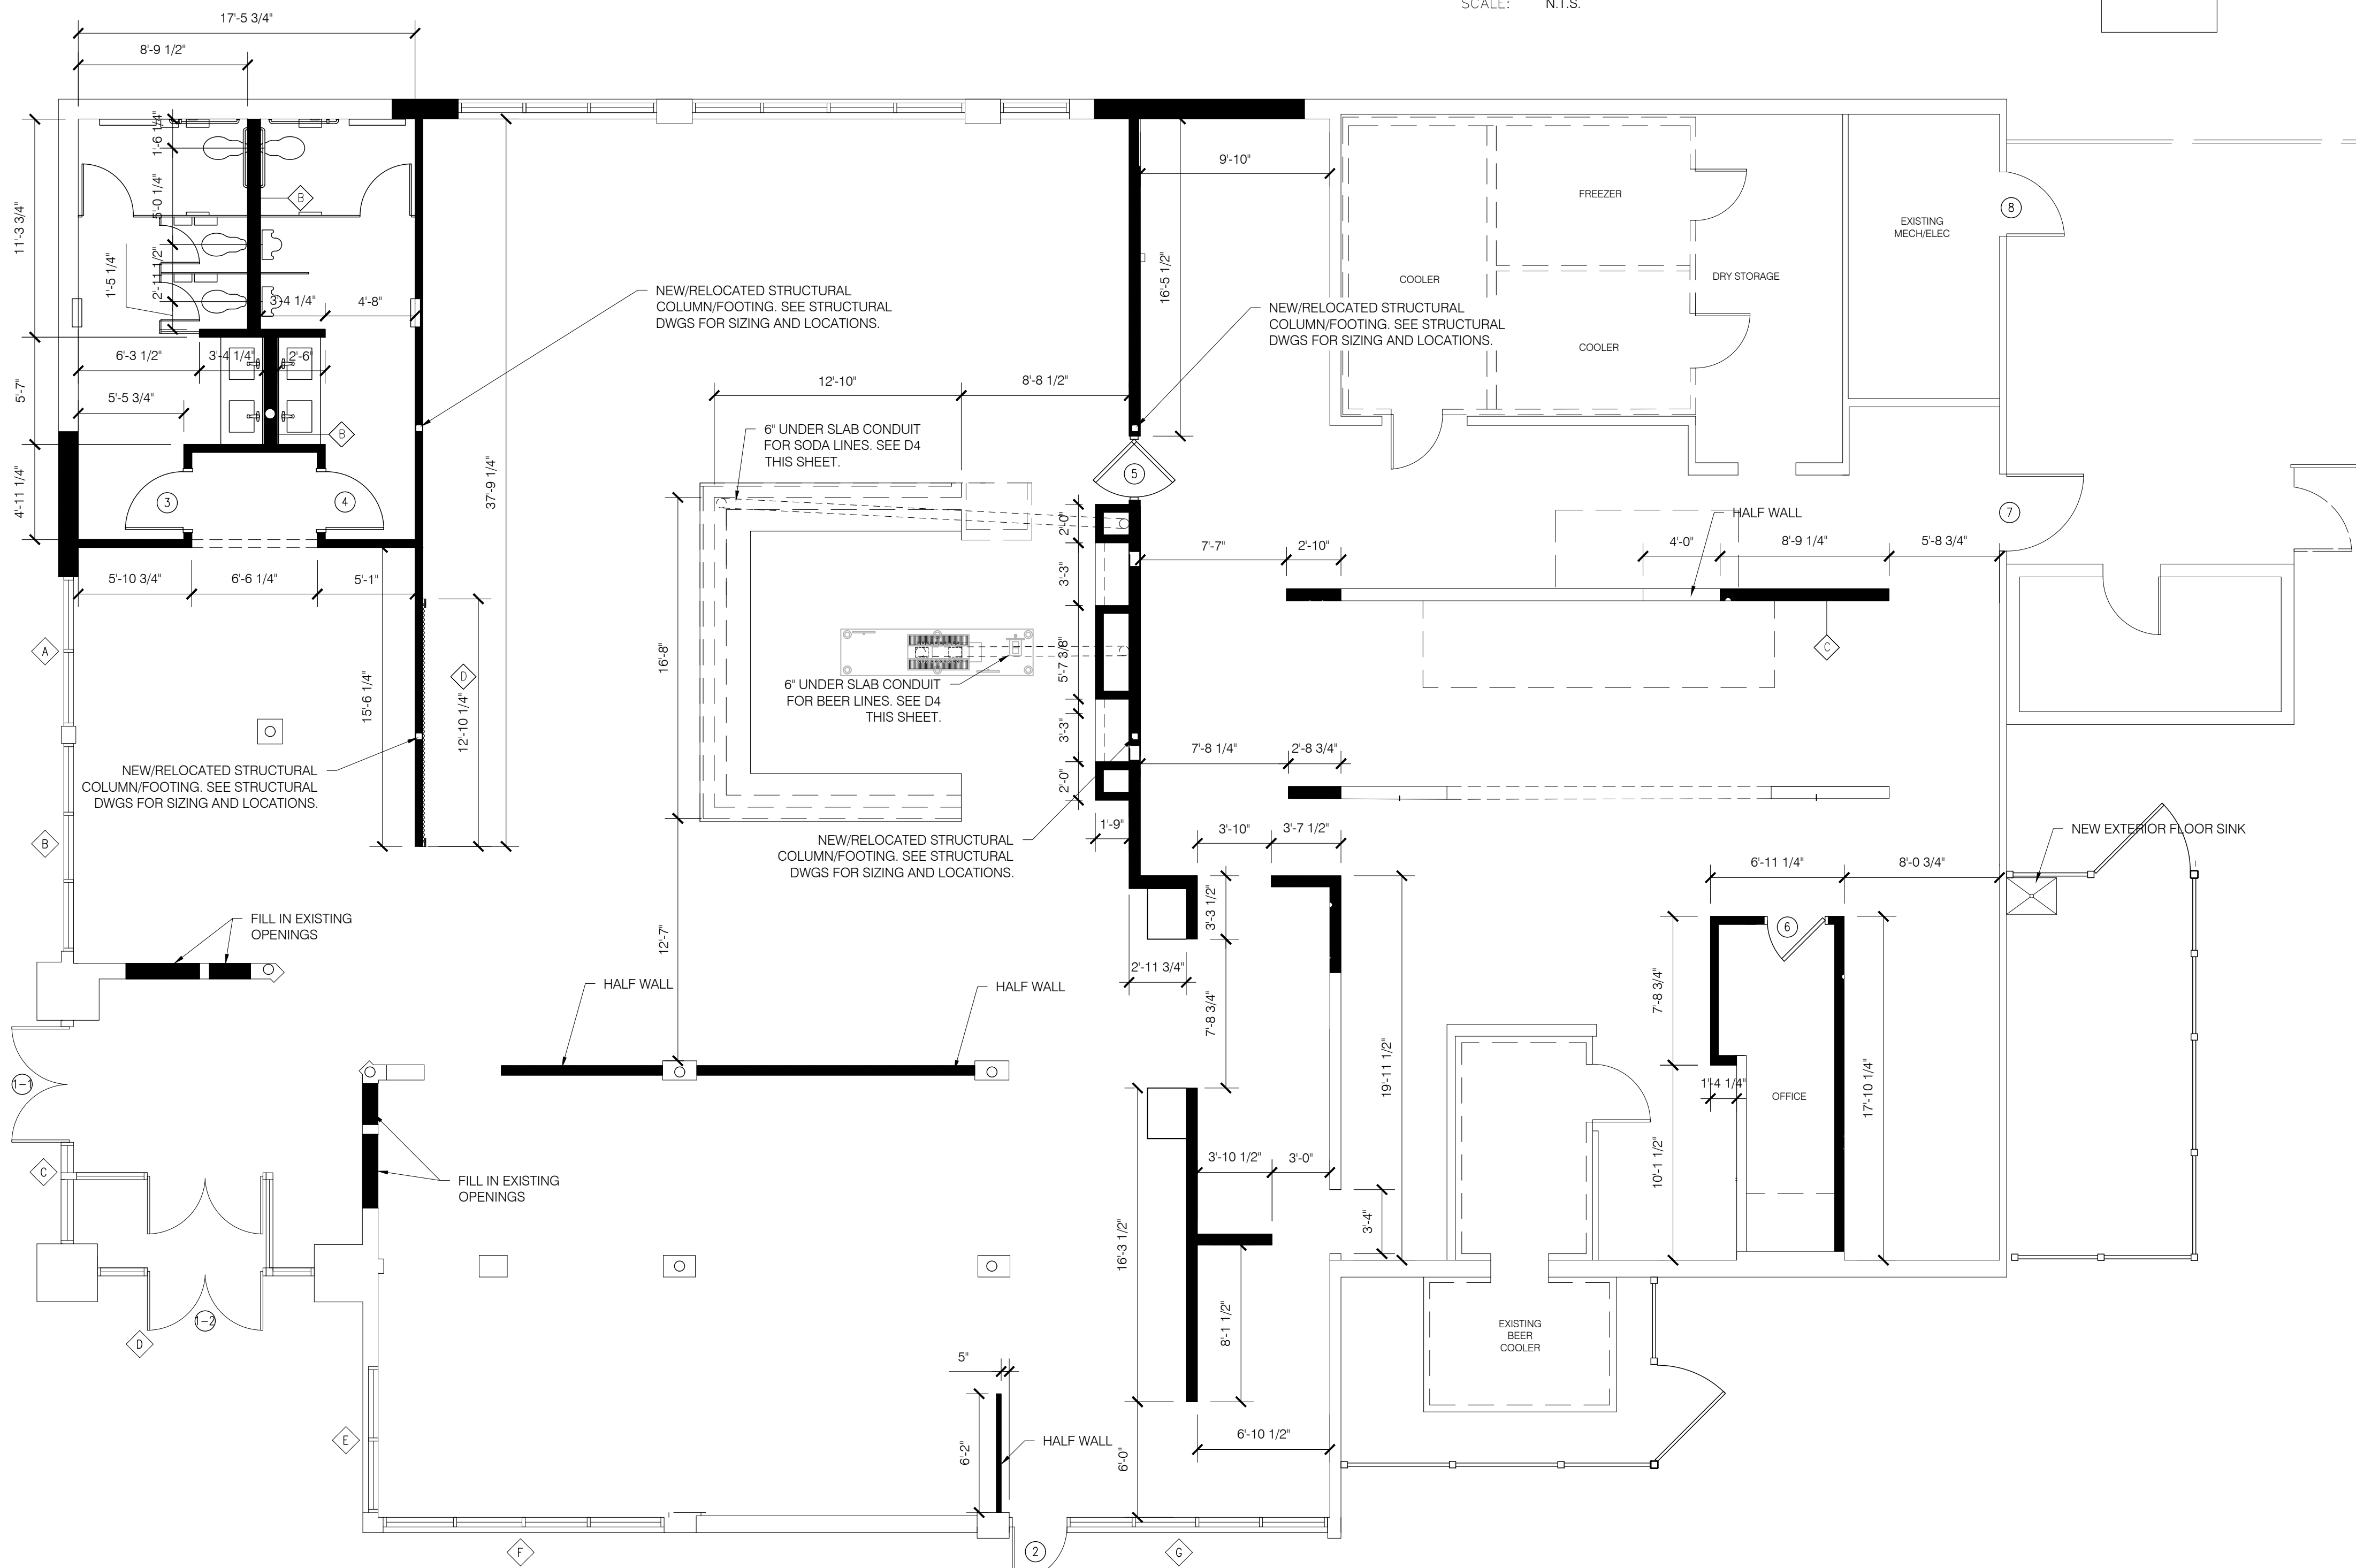 SCALE: N.T.S.
17'-5 3/4"
8'-9 1/2"
1'-6 1/4"
11'-3 3/4"
5'-0 1/4"
1'-5 1/4"
2'-11 1/2"
B
3'-4 1/4"
4'-8"
6'-3 1/2"
3'-4 1/4"
2'-6"
5'-7"
5'-5 3/4"
B
4'-11 1/4"
3
4
5'-10 3/4"
6'-6 1/4"
5'-1"
37'-9 1/4"
NEW/RELOCATED STRUCTURAL
COLUMN/FOOTING. SEE STRUCTURAL
DWGS FOR SIZING AND LOCATIONS.
12'-10"
8'-8 1/2"
6" UNDER SLAB CONDUIT
FOR SODA LINES. SEE D4
THIS SHEET.
9'-10"
16'-5 1/2"
NEW/RELOCATED STRUCTURAL
COLUMN/FOOTING. SEE STRUCTURAL
DWGS FOR SIZING AND LOCATIONS.
5
COOLER
FREEZER
COOLER
DRY STORAGE
EXISTING
MECH/ELEC
8
7
HALF WALL
7'-7"
2'-10"
4'-0"
8'-9 1/4"
5'-8 3/4"
2'-0"
3'-3"
5'-7 3/8"
3'-3"
2'-0"
16'-8"
6" UNDER SLAB CONDUIT
FOR BEER LINES. SEE D4
THIS SHEET.
C
A
15'-6 1/4"
D
12'-10 1/4"
NEW/RELOCATED STRUCTURAL
COLUMN/FOOTING. SEE STRUCTURAL
DWGS FOR SIZING AND LOCATIONS.
B
7'-8 1/4"
2'-8 3/4"
1'-9"
NEW/RELOCATED STRUCTURAL
COLUMN/FOOTING. SEE STRUCTURAL
DWGS FOR SIZING AND LOCATIONS.
3'-10"
3'-7 1/2"
NEW EXTERIOR FLOOR SINK
6'-11 1/4"
8'-0 3/4"
3'-3 1/2"
FILL IN EXISTING
OPENINGS
12'-7"
HALF WALL
HALF WALL
2'-11 3/4"
7'-8 3/4"
6
7'-8 3/4"
1'-4 1/4"
OFFICE
17'-10 1/4"
19'-11 1/2"
10'-1 1/2"
1-1
C
FILL IN EXISTING
OPENINGS
3'-10 1/2"
3'-0"
3'-4"
16'-3 1/2"
8'-1 1/2"
1-2
D
EXISTING
BEER
COOLER
5"
E
6'-2"
HALF WALL
6'-0"
6'-10 1/2"
F
2
G